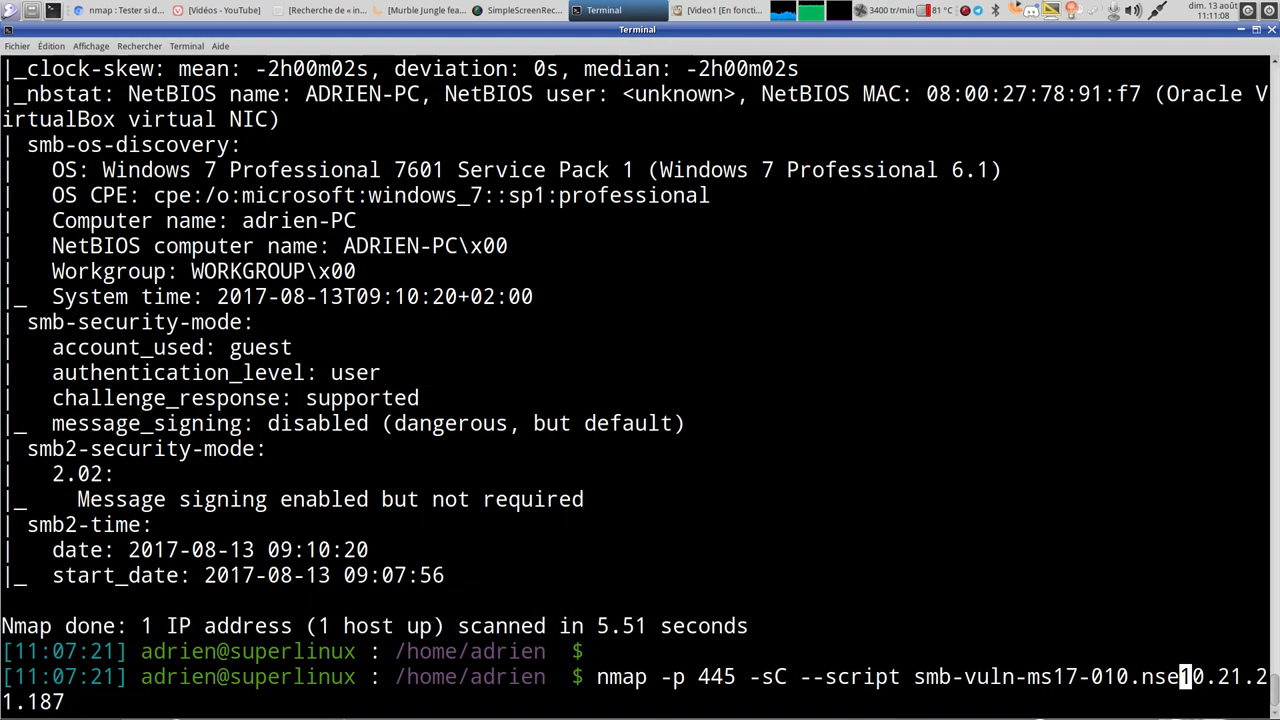 nmap : Tester si d...
[Vidéos - YouTube]
[Recherche de « in...
[Murble Jungle fea...
SimpleScreenRec...
Terminal
[Video1 [En fonctio...
3400 tr/min
81 °C
dim. 13 août
11:11:08
Terminal
Fichier Édition Affichage Rechercher Terminal Aide
|_clock-skew: mean: -2h00m02s, deviation: 0s, median: -2h00m02s
|_nbstat: NetBIOS name: ADRIEN-PC, NetBIOS user: <unknown>, NetBIOS MAC: 08:00:27:78:91:f7 (Oracle V
irtualBox virtual NIC)
| smb-os-discovery:
|   OS: Windows 7 Professional 7601 Service Pack 1 (Windows 7 Professional 6.1)
|   OS CPE: cpe:/o:microsoft:windows_7::sp1:professional
|   Computer name: adrien-PC
|   NetBIOS computer name: ADRIEN-PC\x00
|   Workgroup: WORKGROUP\x00
|_  System time: 2017-08-13T09:10:20+02:00
| smb-security-mode:
|   account_used: guest
|   authentication_level: user
|   challenge_response: supported
|_  message_signing: disabled (dangerous, but default)
| smb2-security-mode:
|   2.02:
|_    Message signing enabled but not required
| smb2-time:
|   date: 2017-08-13 09:10:20
|_  start_date: 2017-08-13 09:07:56
Nmap done: 1 IP address (1 host up) scanned in 5.51 seconds
[11:07:21] adrien@superlinux : /home/adrien  $
[11:07:21] adrien@superlinux : /home/adrien  $ nmap -p 445 -sC --script smb-vuln-ms17-010.nse10.21.2
1.187